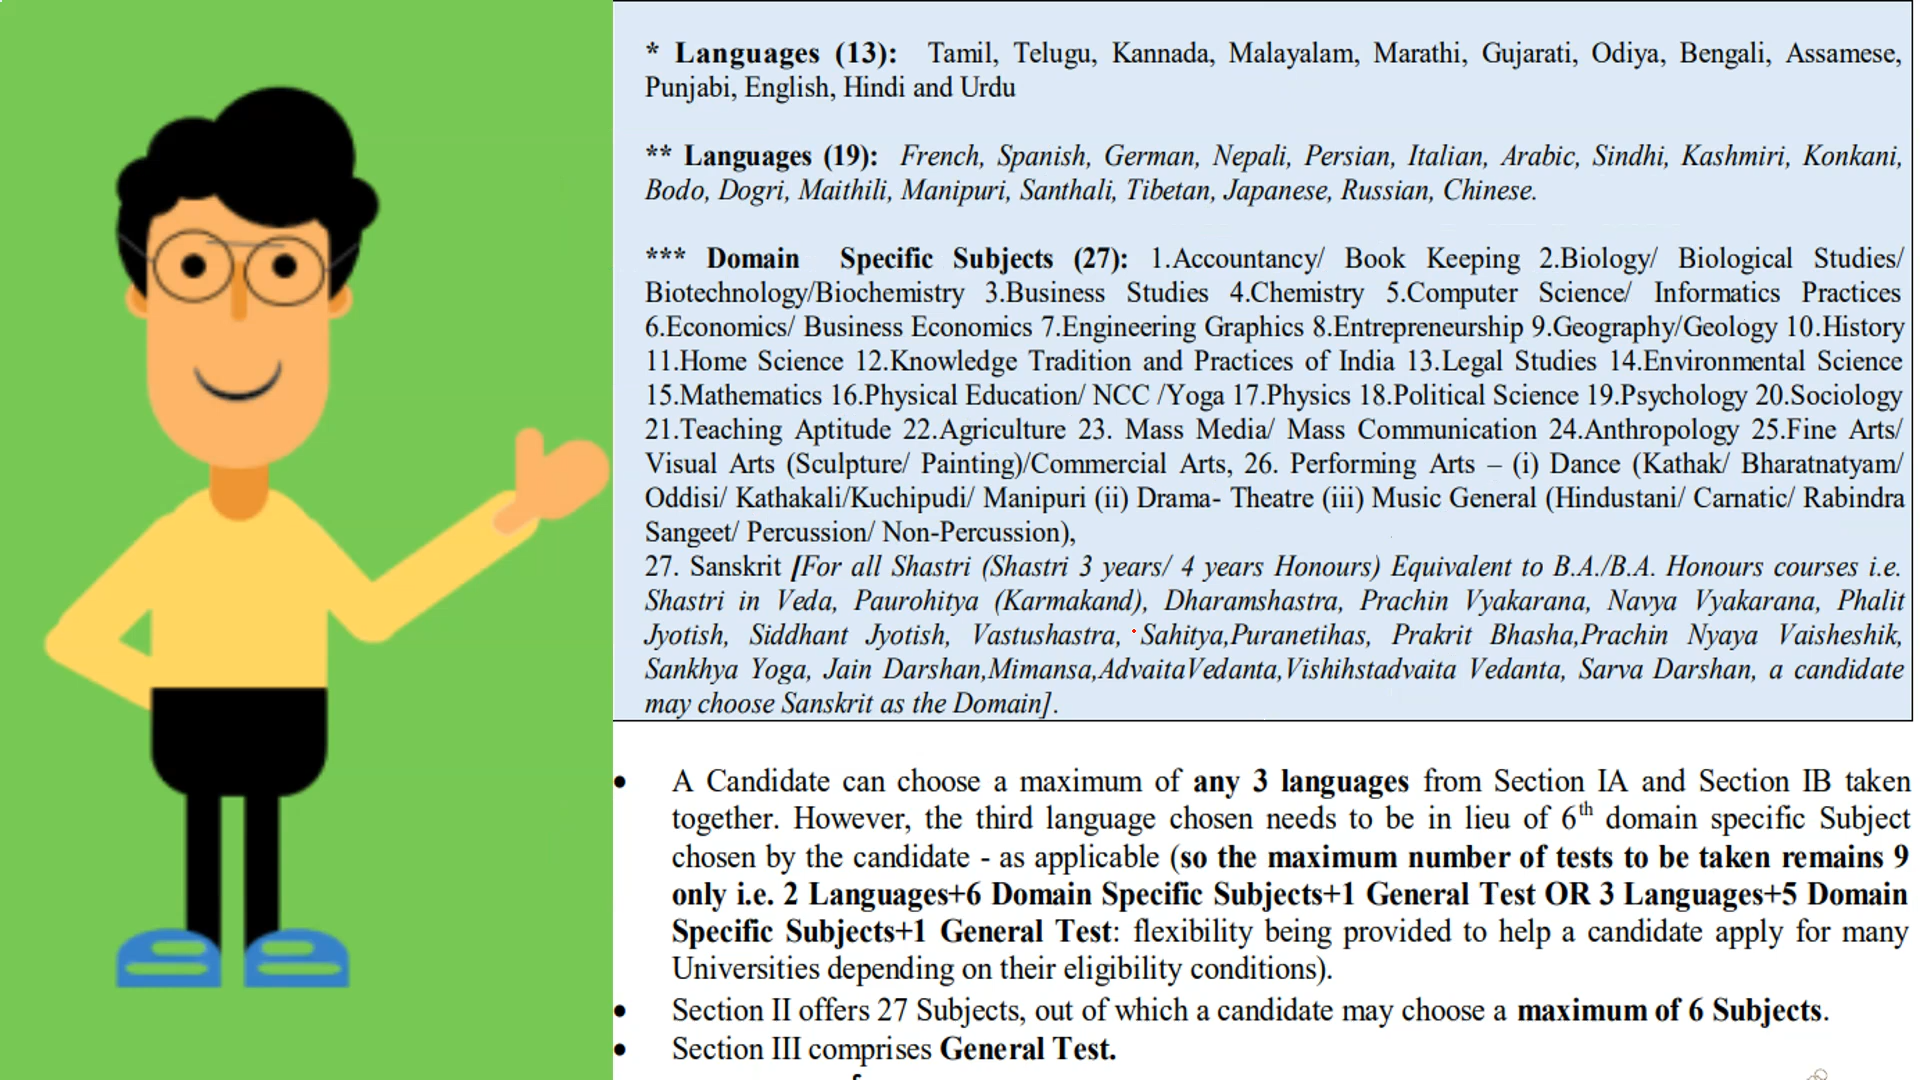 * Languages (13): Tamil, Telugu, Kannada, Malayalam, Marathi, Gujarati, Odiya, Bengali, Assamese,
Punjabi, English, Hindi and Urdu
** Languages (19): French, Spanish, German, Nepali, Persian, Italian, Arabic, Sindhi, Kashmiri, Konkani,
Bodo, Dogri, Maithili, Manipuri, Santhali, Tibetan, Japanese, Russian, Chinese.
*** Domain Specific Subjects (27): 1.Accountancy/ Book Keeping 2.Biology/ Biological Studies/
Biotechnology/Biochemistry 3.Business Studies 4.Chemistry 5.Computer Science/ Informatics Practices
6.Economics/ Business Economics 7.Engineering Graphics 8.Entrepreneurship 9.Geography/Geology 10.History
11.Home Science 12.Knowledge Tradition and Practices of India 13.Legal Studies 14.Environmental Science
15.Mathematics 16.Physical Education/ NCC /Yoga 17.Physics 18.Political Science 19.Psychology 20.Sociology
21.Teaching Aptitude 22.Agriculture 23. Mass Media/ Mass Communication 24.Anthropology 25.Fine Arts/
Visual Arts (Sculpture/ Painting)/Commercial Arts, 26. Performing Arts – (i) Dance (Kathak/ Bharatnatyam/
Oddisi/ Kathakali/Kuchipudi/ Manipuri (ii) Drama- Theatre (iii) Music General (Hindustani/ Carnatic/ Rabindra
Sangeet/ Percussion/ Non-Percussion),
27. Sanskrit [For all Shastri (Shastri 3 years/ 4 years Honours) Equivalent to B.A./B.A. Honours courses i.e.
Shastri in Veda, Paurohitya (Karmakand), Dharamshastra, Prachin Vyakarana, Navya Vyakarana, Phalit
Jyotish, Siddhant Jyotish, Vastushastra, Sahitya,Puranetihas, Prakrit Bhasha,Prachin Nyaya Vaisheshik,
Sankhya Yoga, Jain Darshan,Mimansa,AdvaitaVedanta,Vishihstadvaita Vedanta, Sarva Darshan, a candidate
may choose Sanskrit as the Domain].
• A Candidate can choose a maximum of any 3 languages from Section IA and Section IB taken
together. However, the third language chosen needs to be in lieu of 6th domain specific Subject
chosen by the candidate - as applicable (so the maximum number of tests to be taken remains 9
only i.e. 2 Languages+6 Domain Specific Subjects+1 General Test OR 3 Languages+5 Domain
Specific Subjects+1 General Test: flexibility being provided to help a candidate apply for many
Universities depending on their eligibility conditions).
• Section II offers 27 Subjects, out of which a candidate may choose a maximum of 6 Subjects.
• Section III comprises General Test.